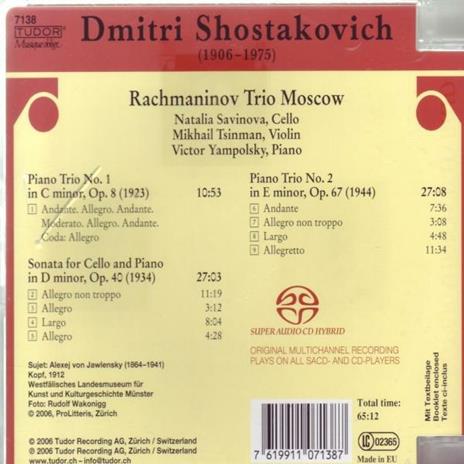 7138
TUDOR
Musique oblige.
Dmitri Shostakovich
(1906–1975)
Rachmaninov Trio Moscow
Natalia Savinova, Cello
Mikhail Tsinman, Violin
Victor Yampolsky, Piano
Piano Trio No. 1
in C minor, Op. 8 (1923) 10:53
1 Andante. Allegro. Andante.
Moderato. Allegro. Andante.
Coda: Allegro
Sonata for Cello and Piano
in D minor, Op. 40 (1934) 27:03
2 Allegro non troppo 11:19
3 Allegro 3:12
4 Largo 8:04
5 Allegro 4:28
Piano Trio No. 2
in E minor, Op. 67 (1944) 27:08
6 Andante 7:36
7 Allegro non troppo 3:08
8 Largo 4:48
9 Allegretto 11:34
SUPER AUDIO CD HYBRID
ORIGINAL MULTICHANNEL RECORDING
PLAYS ON ALL SACD- AND CD-PLAYERS
Sujet: Alexej von Jawlensky (1864–1941)
Kopf, 1912
Westfälisches Landesmuseum für
Kunst und Kulturgeschichte Münster
Foto: Rudolf Wakonigg
© 2006, ProLitteris, Zürich
℗ 2006 Tudor Recording AG, Zürich / Switzerland
© 2006 Tudor Recording AG, Zürich / Switzerland
www.tudor.ch – info@tudor.ch
7 619911 071387
Total time:
65:12
LC 02365
Made in EU
Mit Textbeilage
Booklet enclosed
Texte ci-inclus